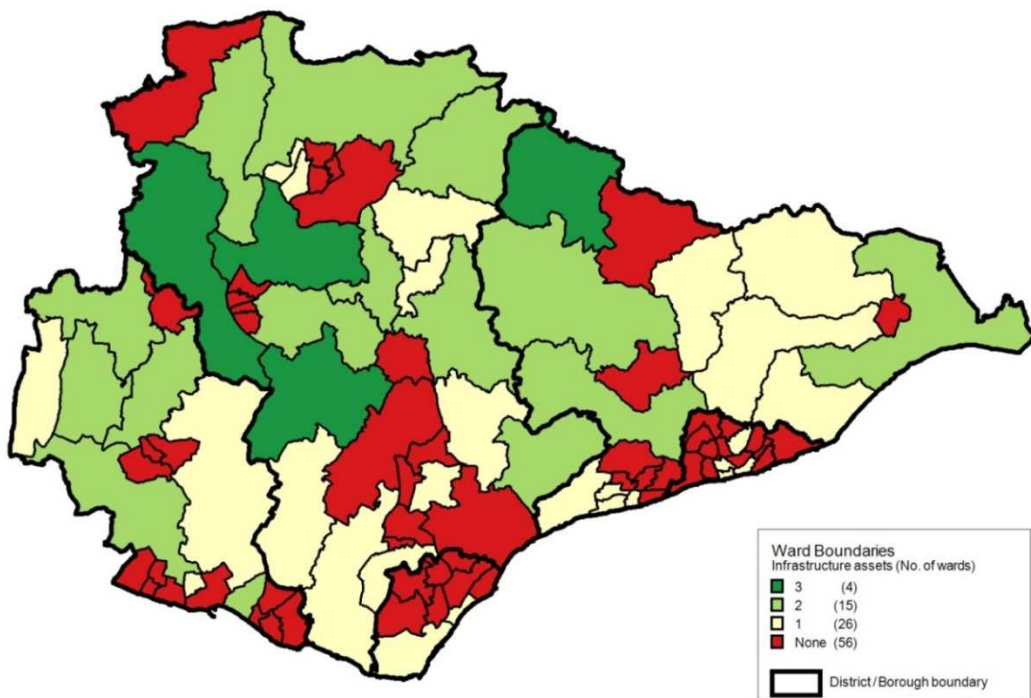 Ward Boundaries
Infrastructure assets (No. of wards)
3 (4)
2 (15)
1 (26)
None (56)
District/Borough boundary